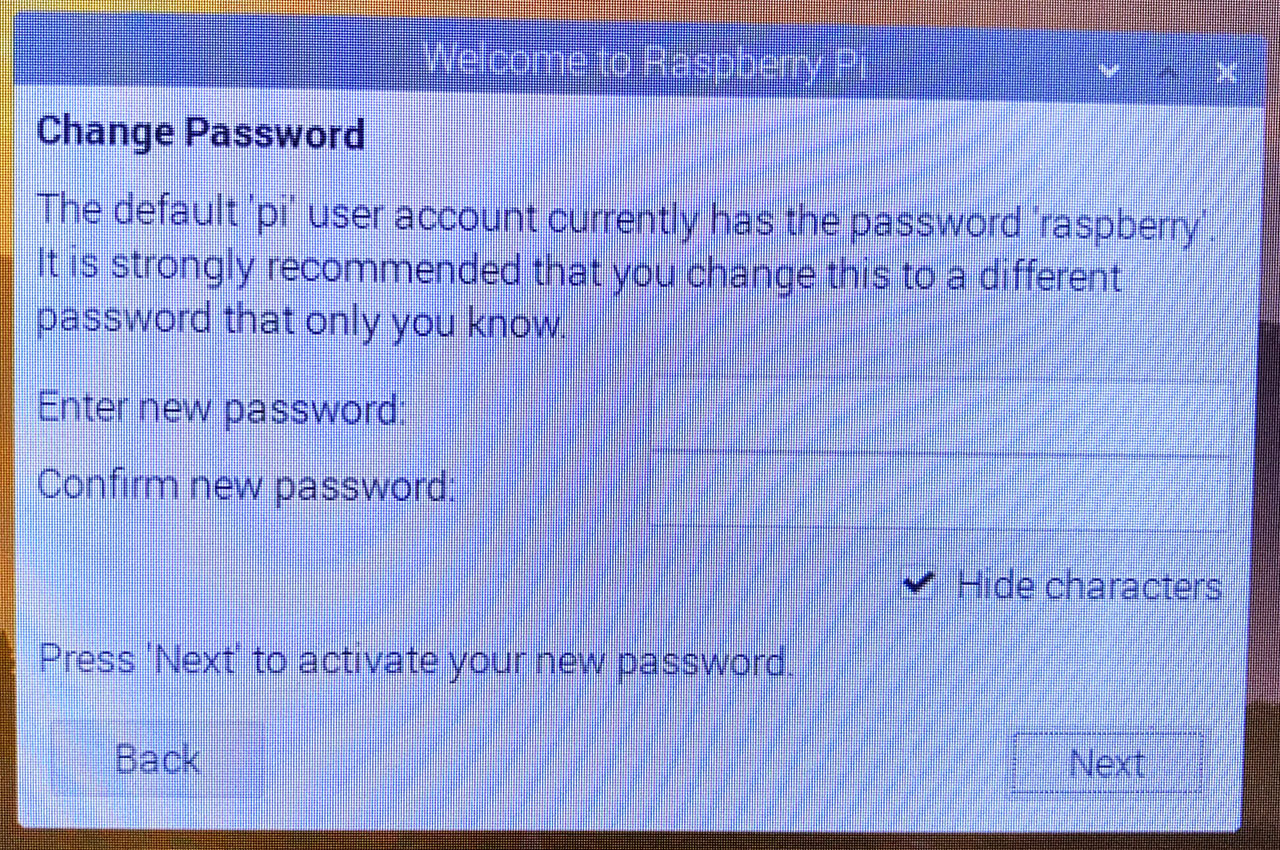 Welcome to Raspberry Pi
Change Password
The default 'pi' user account currently has the password 'raspberry'.
It is strongly recommended that you change this to a different
password that only you know.
Enter new password:
Confirm new password:
Hide characters
Press 'Next' to activate your new password.
Back
Next